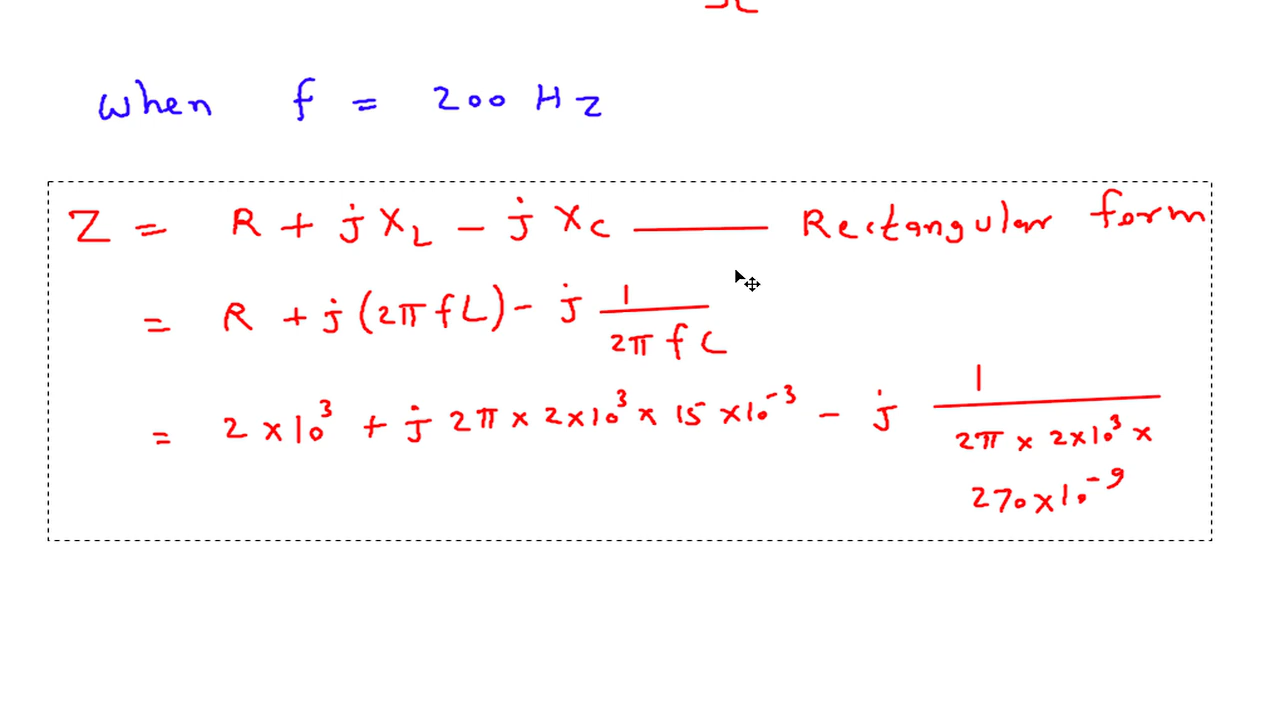 when f = 200 Hz
Z = R + j X_L - j X_C —— Rectangular form
= R + j (2π f L) - j 1/(2π f C)
= 2 × 10^3 + j 2π × 2×10^3 × 15 × 10^-3 - j 1/(2π × 2×10^3 × 270×10^-9)